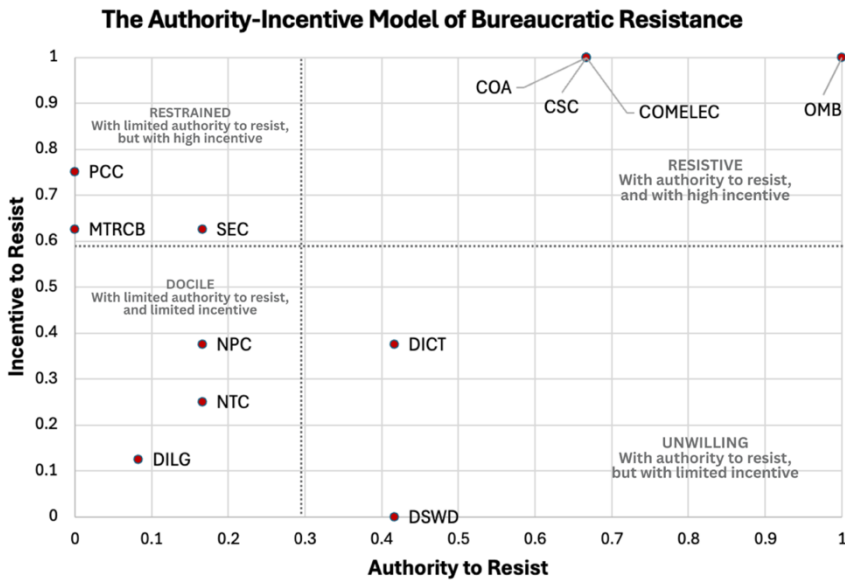 The Authority-Incentive Model of Bureaucratic Resistance
1
0.9
0.8
0.7
0.6
0.5
0.4
0.3
0.2
0.1
0
Incentive to Resist
COA
CSC
COMELEC
OMB
RESTRAINED
With limited authority to resist,
but with high incentive
RESISTIVE
With authority to resist,
and with high incentive
PCC
MTRCB
SEC
DOCILE
With limited authority to resist,
and limited incentive
NPC
DICT
NTC
DILG
UNWILLING
With authority to resist,
but with limited incentive
DSWD
0
0.1
0.2
0.3
0.4
0.5
0.6
0.7
0.8
0.9
1
Authority to Resist